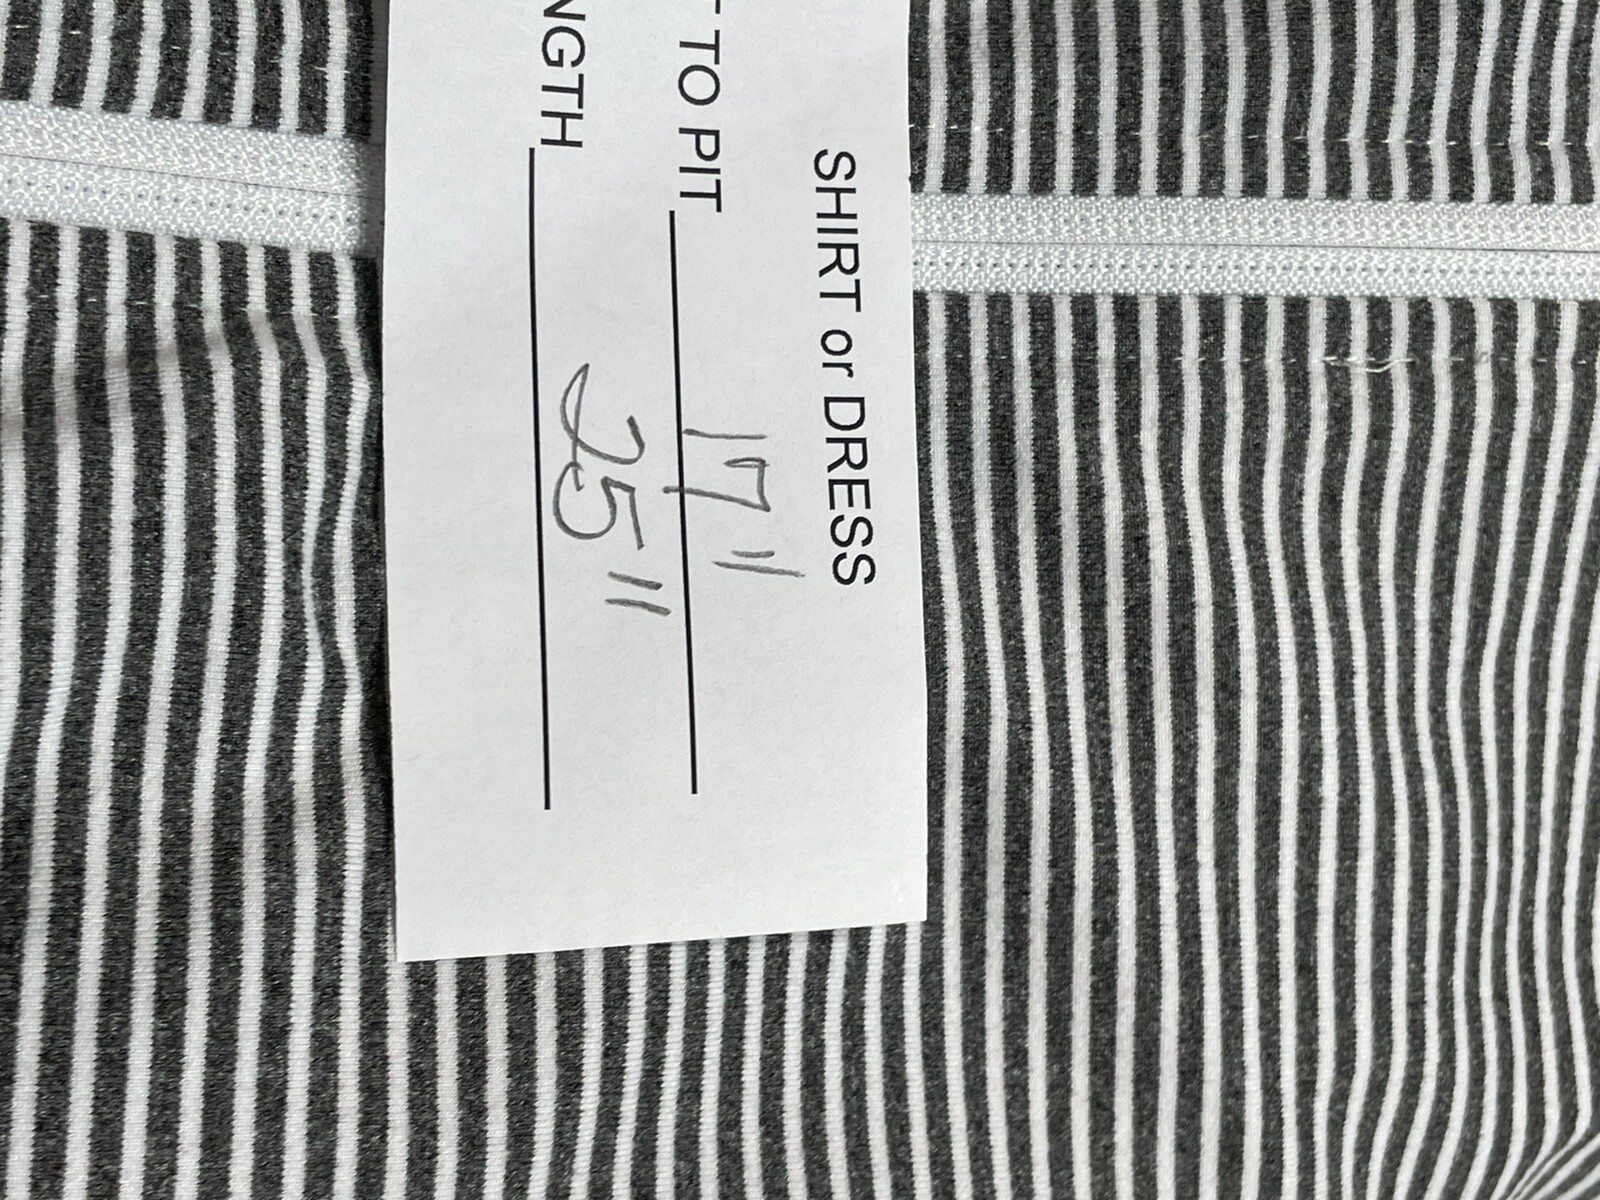 SHIRT or DRESS
T TO PIT 17"
NGTH 25"